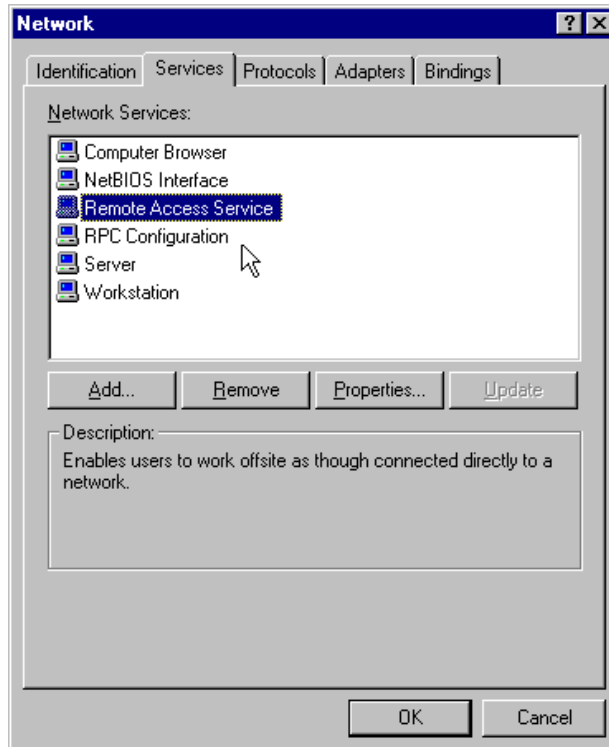 Network
Identification Services Protocols Adapters Bindings
Network Services:
Computer Browser
NetBIOS Interface
Remote Access Service
RPC Configuration
Server
Workstation
Add... Remove Properties... Update
Description:
Enables users to work offsite as though connected directly to a
network.
OK Cancel